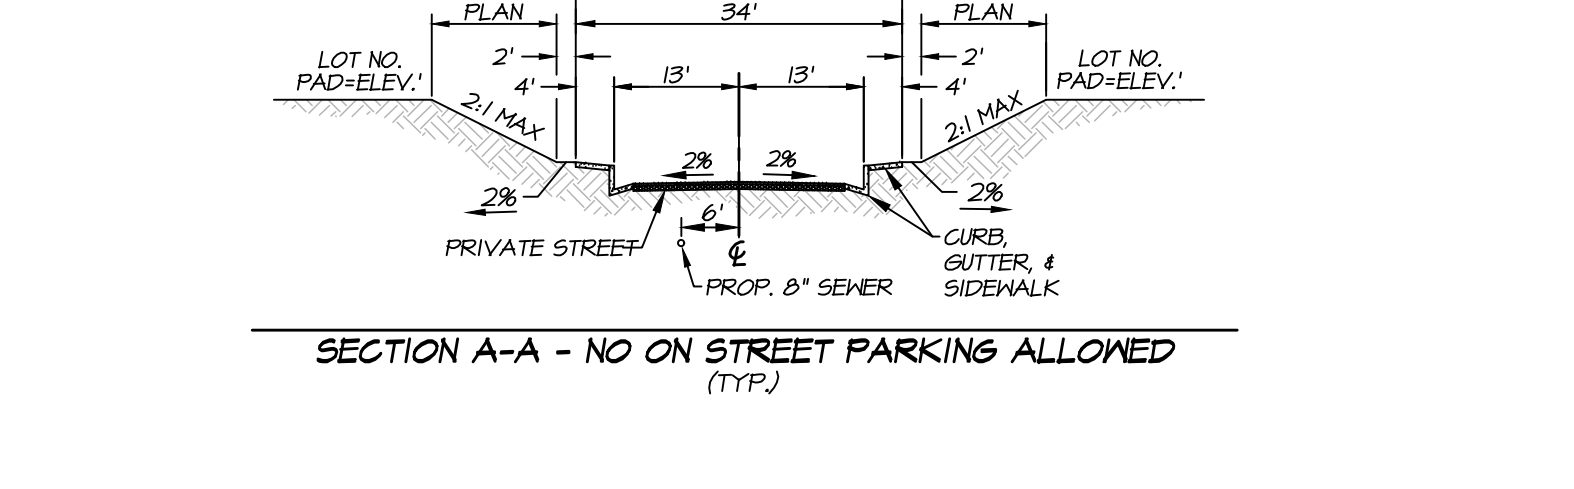 PLAN 34' PLAN
2' 2'
LOT NO. LOT NO.
PAD=ELEV.' PAD=ELEV.'
13' 13'
4' 4'
2:1 MAX 2:1 MAX
2% 2%
2% 2%
6'
PRIVATE STREET
CURB,
GUTTER, &
SIDEWALK
℄
PROP. 8" SEWER
SECTION A-A - NO ON STREET PARKING ALLOWED
(TYP.)